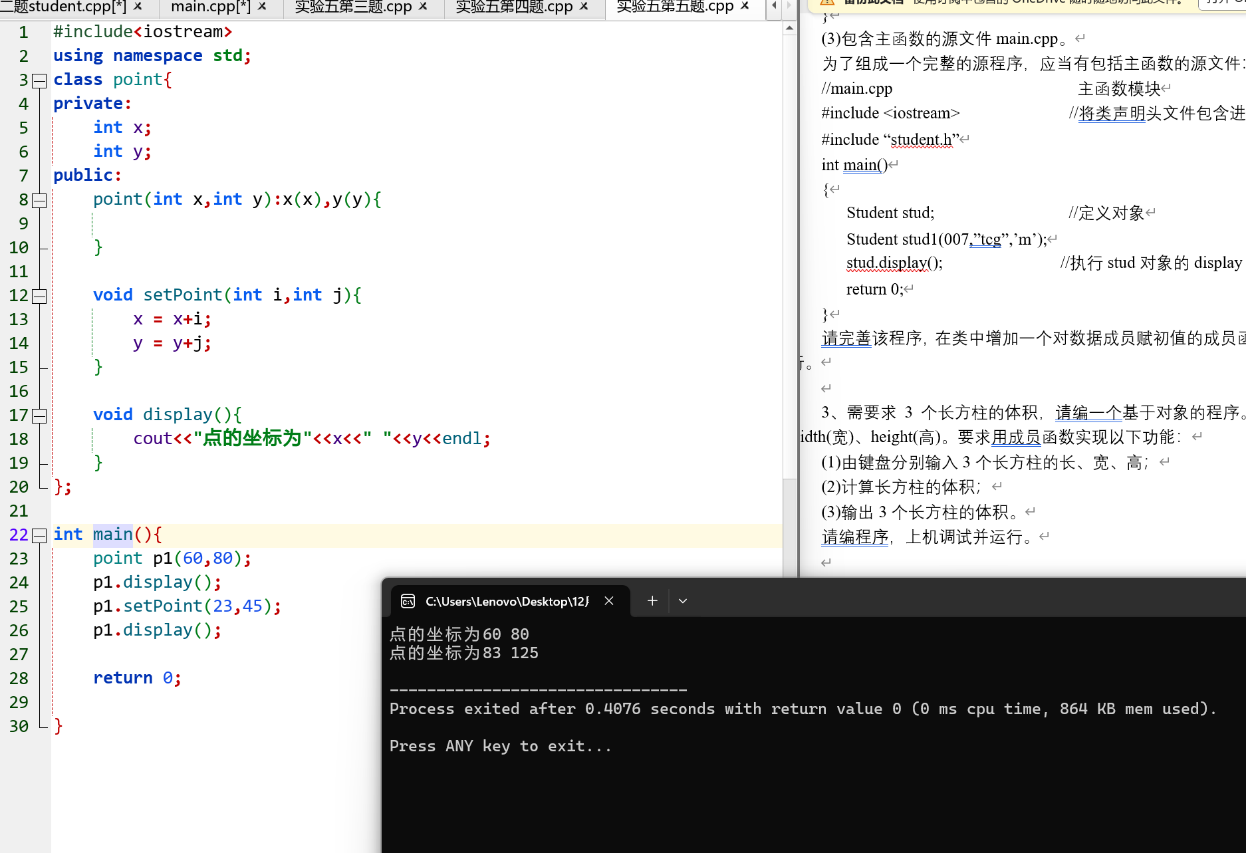 二题student.cpp[*] × main.cpp[*] × 实验五第三题.cpp × 实验五第四题.cpp × 实验五第五题.cpp ×
1 #include<iostream>
2 using namespace std;
3 class point{
4 private:
5 int x;
6 int y;
7 public:
8 point(int x,int y):x(x),y(y){
9
10 }
11
12 void setPoint(int i,int j){
13 x = x+i;
14 y = y+j;
15 }
16
17 void display(){
18 cout<<"点的坐标为"<<x<<" "<<y<<endl;
19 }
20 };
21
22 int main(){
23 point p1(60,80);
24 p1.display();
25 p1.setPoint(23,45);
26 p1.display();
27
28 return 0;
29
30 }
}
(3)包含主函数的源文件 main.cpp。
为了组成一个完整的源程序，应当有包括主函数的源文件：
//main.cpp 主函数模块
#include <iostream> //将类声明头文件包含进
#include “student.h”
int main()
{
Student stud; //定义对象
Student stud1(007,”tcg”,’m’);
stud.display(); //执行 stud 对象的 display
return 0;
}
请完善该程序，在类中增加一个对数据成员赋初值的成员
行。
3、需要求 3 个长方柱的体积，请编一个基于对象的程序。
idth(宽)、height(高)。要求用成员函数实现以下功能：
(1)由键盘分别输入 3 个长方柱的长、宽、高；
(2)计算长方柱的体积；
(3)输出 3 个长方柱的体积。
请编程序，上机调试并运行。
C:\Users\Lenovo\Desktop\12
点的坐标为60 80
点的坐标为83 125
--------------------------------
Process exited after 0.4076 seconds with return value 0 (0 ms cpu time, 864 KB mem used).
Press ANY key to exit...